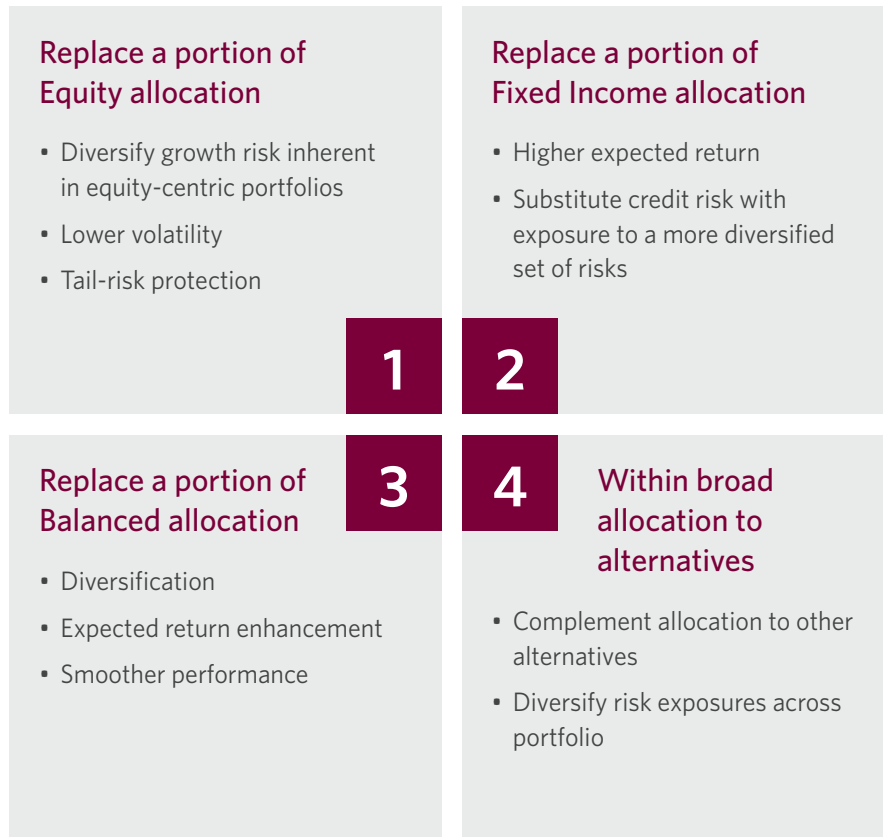 Replace a portion of
Equity allocation
• Diversify growth risk inherent
in equity-centric portfolios
• Lower volatility
• Tail-risk protection
1
Replace a portion of
Fixed Income allocation
• Higher expected return
• Substitute credit risk with
exposure to a more diversified
set of risks
2
Replace a portion of
Balanced allocation
• Diversification
• Expected return enhancement
• Smoother performance
3
4
Within broad
allocation to
alternatives
• Complement allocation to other
alternatives
• Diversify risk exposures across
portfolio